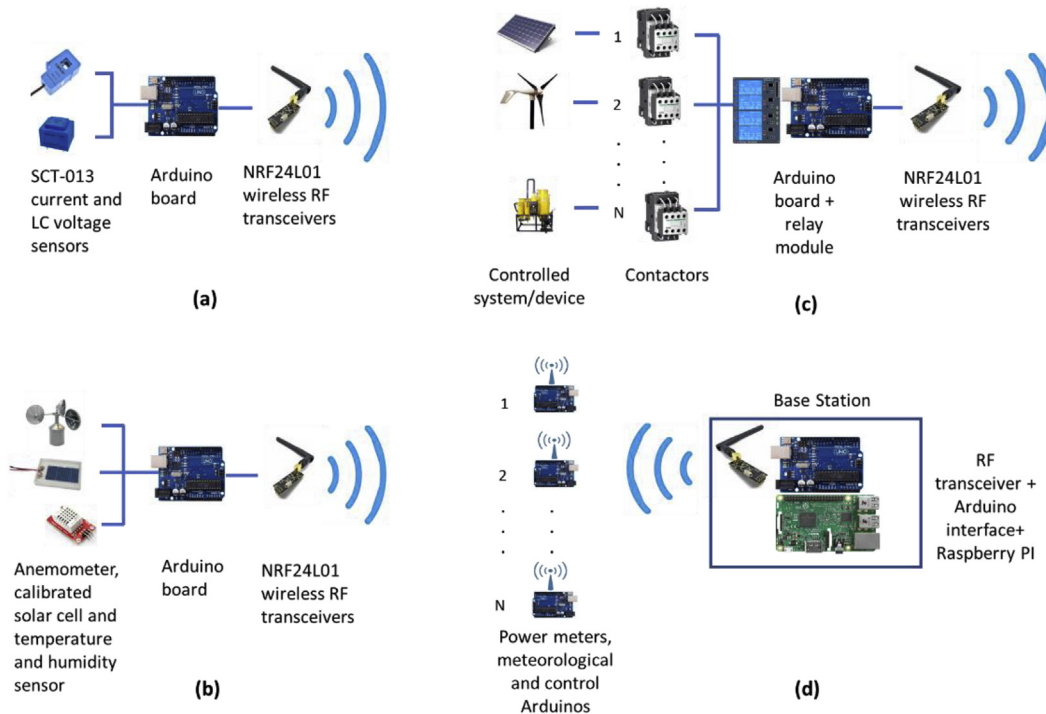 SCT-013
current and
LC voltage
sensors
Arduino
board
NRF24L01
wireless RF
transceivers
(a)
1
2
N
Controlled
system/device
Contactors
Arduino
board +
relay
module
NRF24L01
wireless RF
transceivers
(c)
Anemometer,
calibrated
solar cell and
temperature
and humidity
sensor
Arduino
board
NRF24L01
wireless RF
transceivers
(b)
1
2
N
Power meters,
meteorological
and control
Arduinos
Base Station
RF
transceiver +
Arduino
interface+
Raspberry PI
(d)